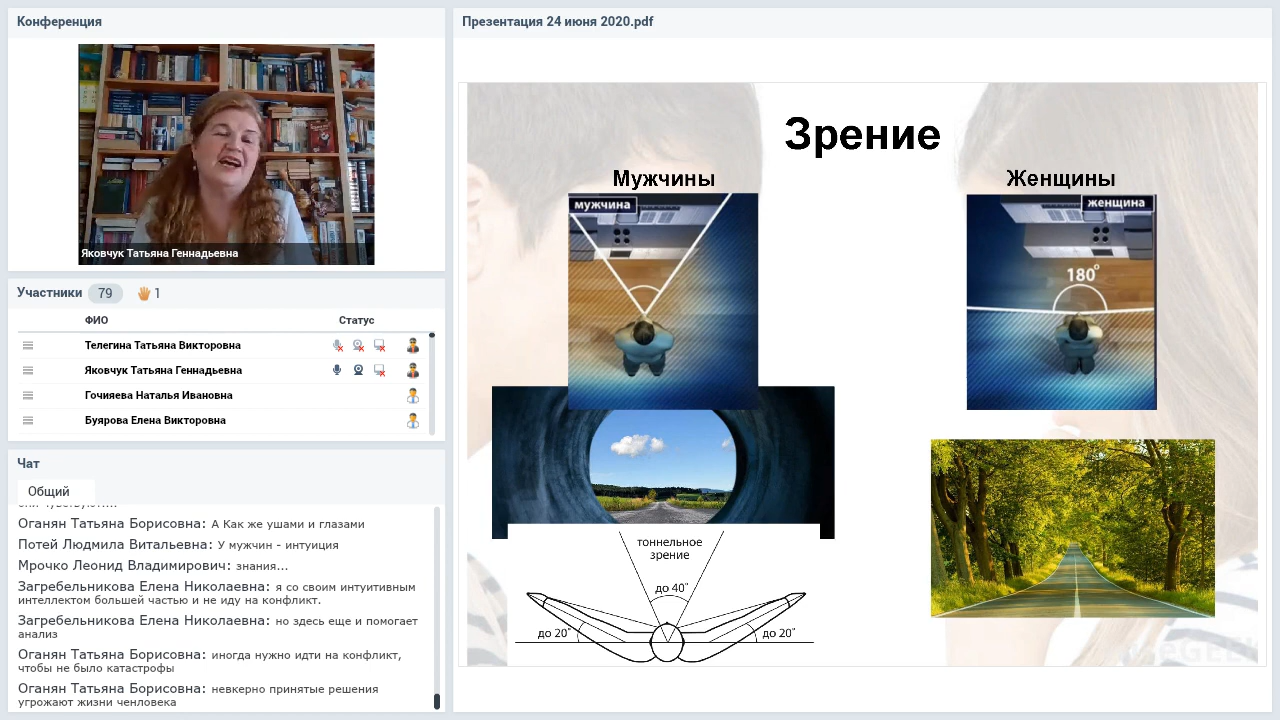 Конференция
Яковчук Татьяна Геннадьевна
Участники 79 1
ФИО Статус
Телегина Татьяна Викторовна
Яковчук Татьяна Геннадьевна
Гочияева Наталья Ивановна
Буярова Елена Викторовна
Чат
Общий
Оганян Татьяна Борисовна: А Как же ушами и глазами
Потей Людмила Витальевна: У мужчин - интуиция
Мрочко Леонид Владимирович: знания...
Загребельникова Елена Николаевна: я со своим интуитивным
интеллектом большей частью и не иду на конфликт.
Загребельникова Елена Николаевна: но здесь еще и помогает
анализ
Оганян Татьяна Борисовна: иногда нужно идти на конфликт,
чтобы не было катастрофы
Оганян Татьяна Борисовна: невкерно принятые решения
угрожают жизни ченловека
Презентация 24 июня 2020.pdf
Зрение
Мужчины
мужчина
тоннельное
зрение
до 40°
до 20°
до 20°
Женщины
женщина
180°